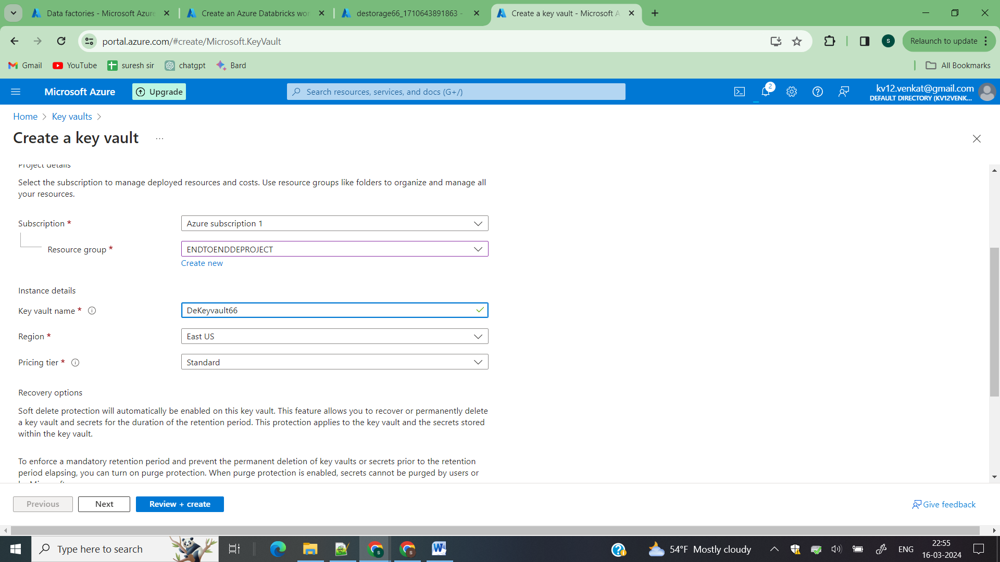 Data factories - Microsoft Azure
Create an Azure Databricks wor
destorage66_1710643891863 -
Create a key vault - Microsoft A
portal.azure.com/#create/Microsoft.KeyVault
S
Relaunch to update
Gmail
YouTube
suresh sir
chatgpt
Bard
All Bookmarks
Microsoft Azure
Upgrade
Search resources, services, and docs (G+/)
2
kv12.venkat@gmail.com
DEFAULT DIRECTORY (KV12VENK...
Home > Key vaults >
Create a key vault ...
Project details
Select the subscription to manage deployed resources and costs. Use resource groups like folders to organize and manage all
your resources.
Subscription *
Azure subscription 1
Resource group *
ENDTOENDDEPROJECT
Create new
Instance details
Key vault name *
DeKeyvault66
Region *
East US
Pricing tier *
Standard
Recovery options
Soft delete protection will automatically be enabled on this key vault. This feature allows you to recover or permanently delete
a key vault and secrets for the duration of the retention period. This protection applies to the key vault and the secrets stored
within the key vault.
To enforce a mandatory retention period and prevent the permanent deletion of key vaults or secrets prior to the retention
period elapsing, you can turn on purge protection. When purge protection is enabled, secrets cannot be purged by users or
Previous
Next
Review + create
Give feedback
Type here to search
54°F Mostly cloudy
ENG
22:55
16-03-2024